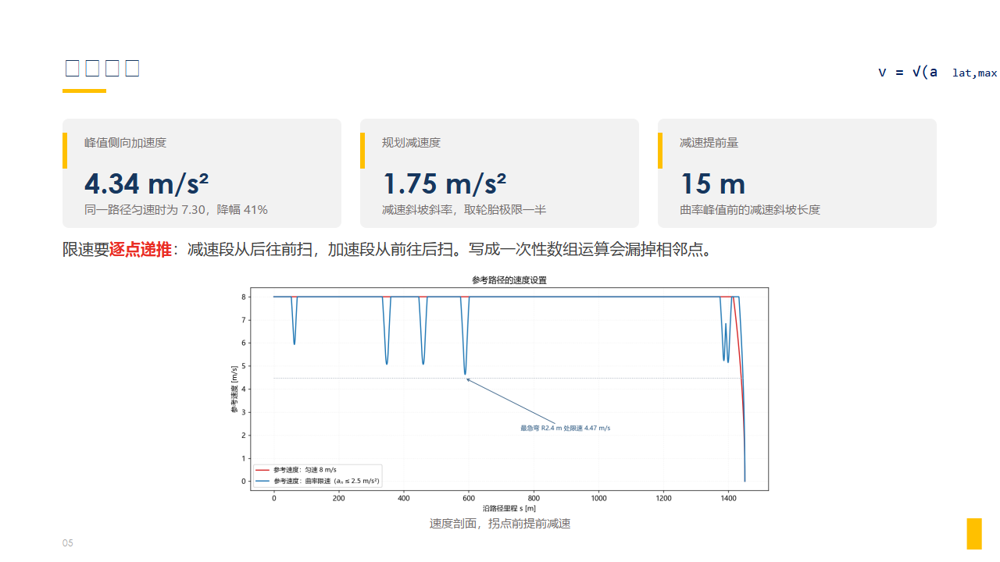 v = √(a lat,max
峰值侧向加速度
4.34 m/s²
同一路径匀速时为 7.30，降幅 41%
规划减速度
1.75 m/s²
减速斜坡斜率，取轮胎极限一半
减速提前量
15 m
曲率峰值前的减速斜坡长度
限速要逐点递推：减速段从后往前扫，加速段从前往后扫。写成一次性数组运算会漏掉相邻点。
参考路径的速度设置
8
7
6
5
4
3
2
1
0
参考速度 [m/s]
最急弯 R2.4 m 处限速 4.47 m/s
参考速度：匀速 8 m/s
参考速度：曲率限速（aₙ ≤ 2.5 m/s²）
0 200 400 600 800 1000 1200 1400
沿路径里程 s [m]
速度剖面，拐点前提前减速
05